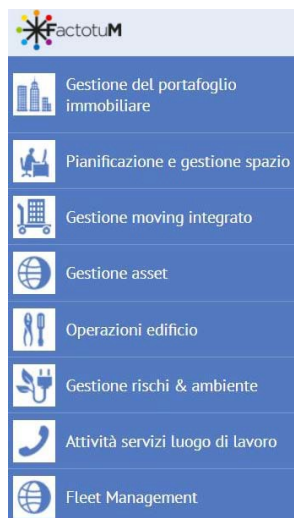 FactotuM
Gestione del portafoglio
immobiliare
Pianificazione e gestione spazio
Gestione moving integrato
Gestione asset
Operazioni edificio
Gestione rischi & ambiente
Attività servizi luogo di lavoro
Fleet Management